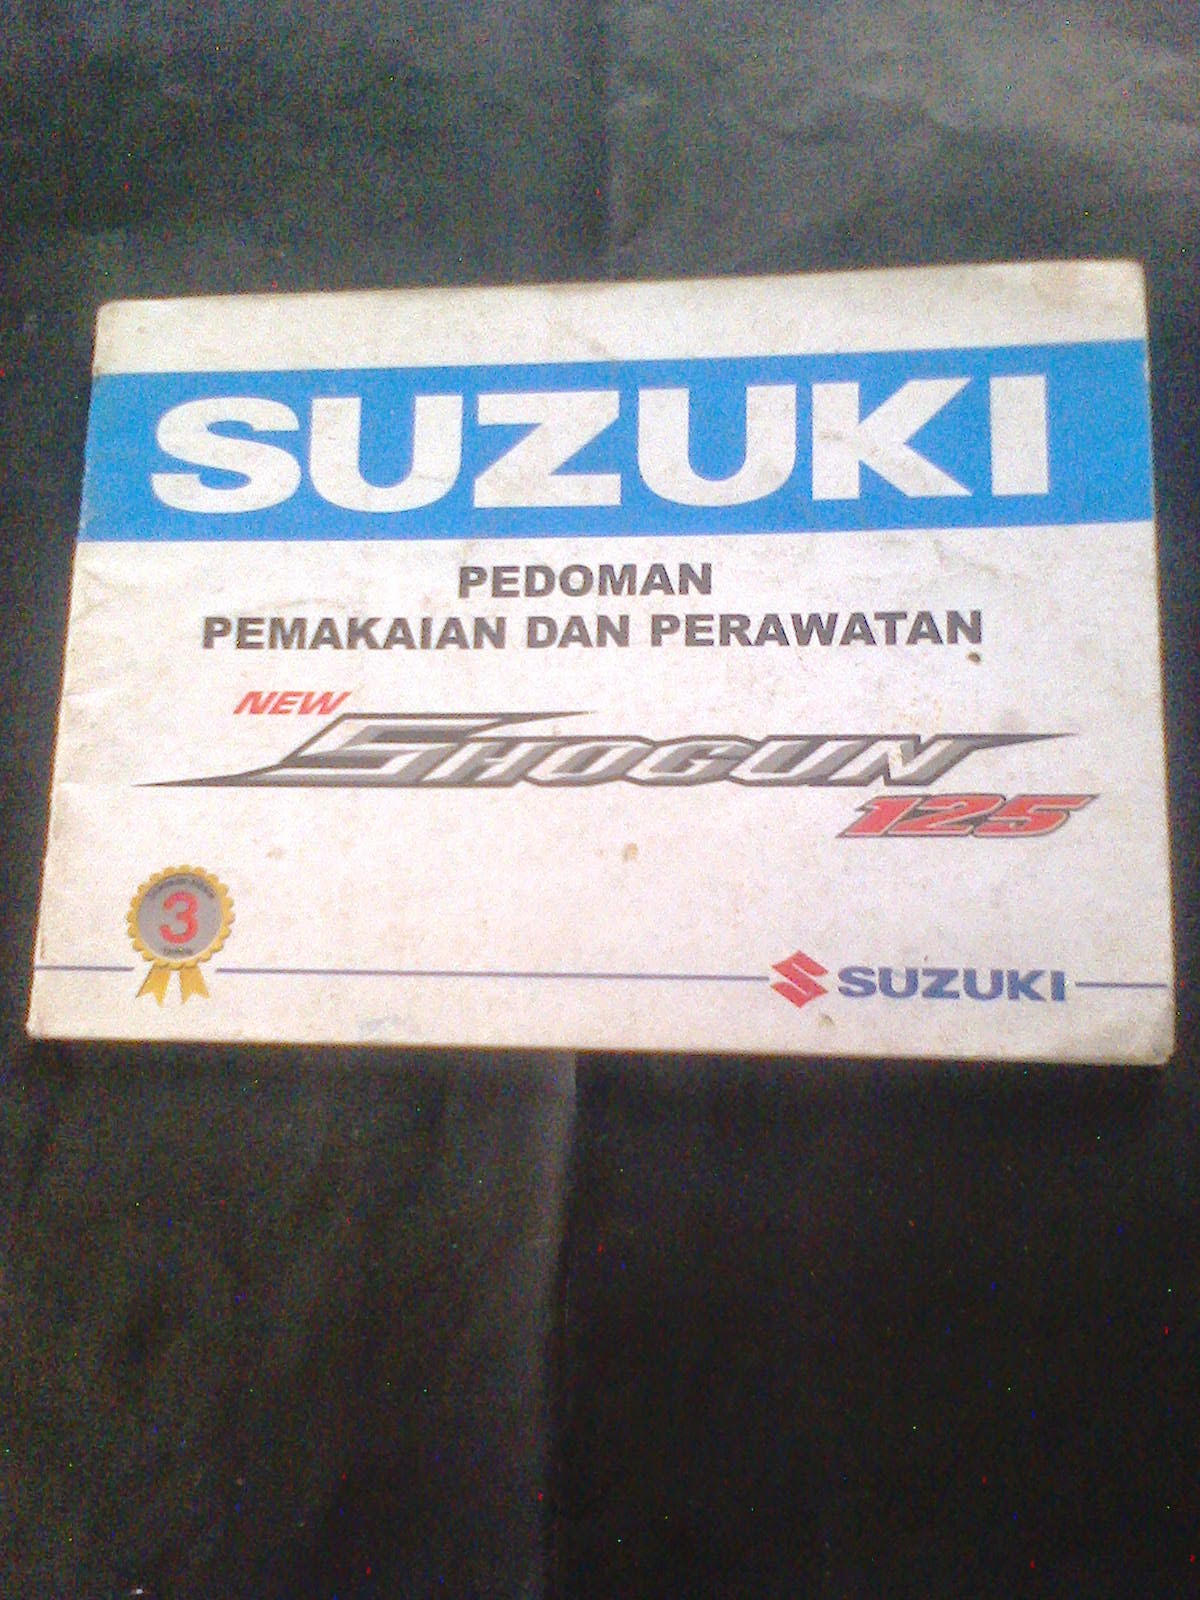 SUZUKI
PEDOMAN
PEMAKAIAN DAN PERAWATAN
NEW
SHOGUN
125
3
SUZUKI